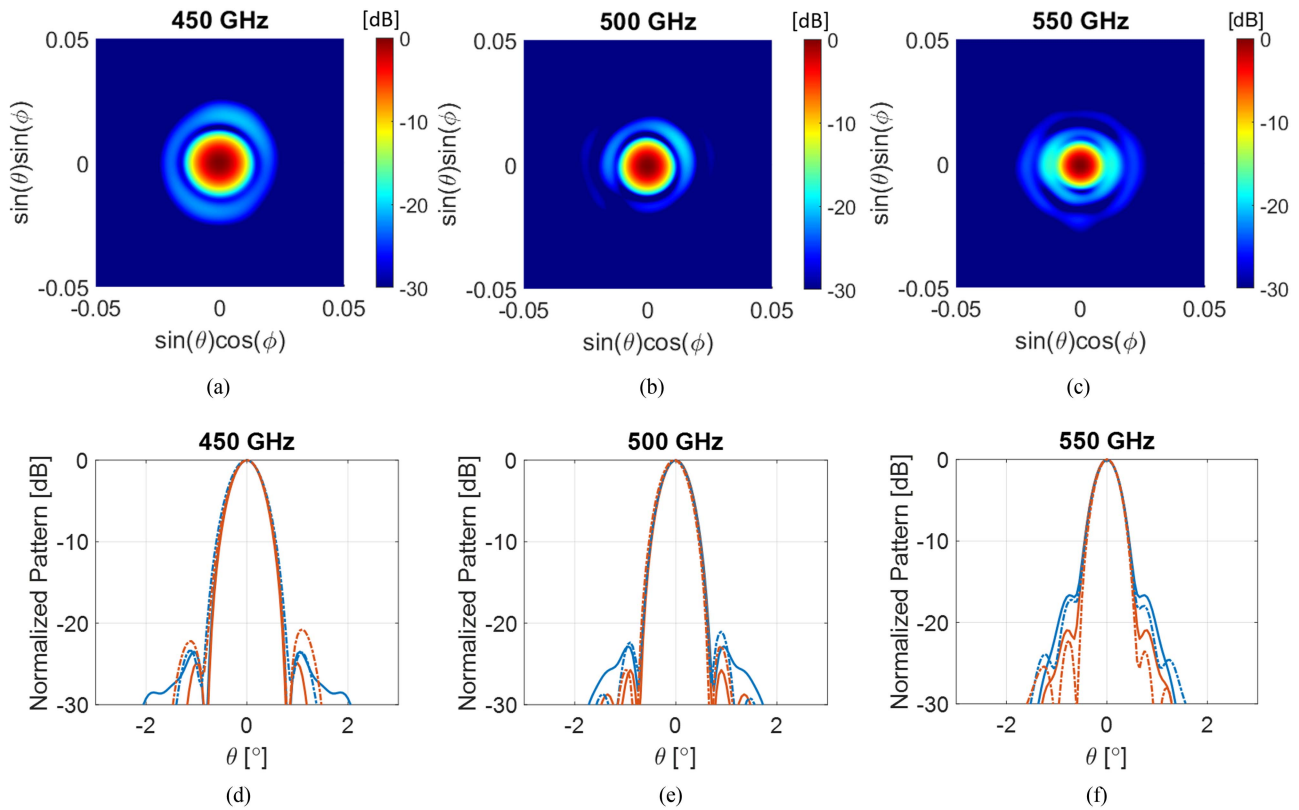 450 GHz
[dB]
500 GHz
[dB]
550 GHz
[dB]
0.05
0
-0.05
sin(θ)sin(ϕ)
-0.05
0
0.05
sin(θ)cos(ϕ)
0
-10
-20
-30
0.05
0
-0.05
sin(θ)sin(ϕ)
-0.05
0
0.05
sin(θ)cos(ϕ)
0
-10
-20
-30
0.05
0
-0.05
sin(θ)sin(ϕ)
-0.05
0
0.05
sin(θ)cos(ϕ)
0
-10
-20
-30
(a)
(b)
(c)
450 GHz
Normalized Pattern [dB]
0
-10
-20
-30
-2
0
2
θ [°]
500 GHz
Normalized Pattern [dB]
0
-10
-20
-30
-2
0
2
θ [°]
550 GHz
Normalized Pattern [dB]
0
-10
-20
-30
-2
0
2
θ [°]
(d)
(e)
(f)